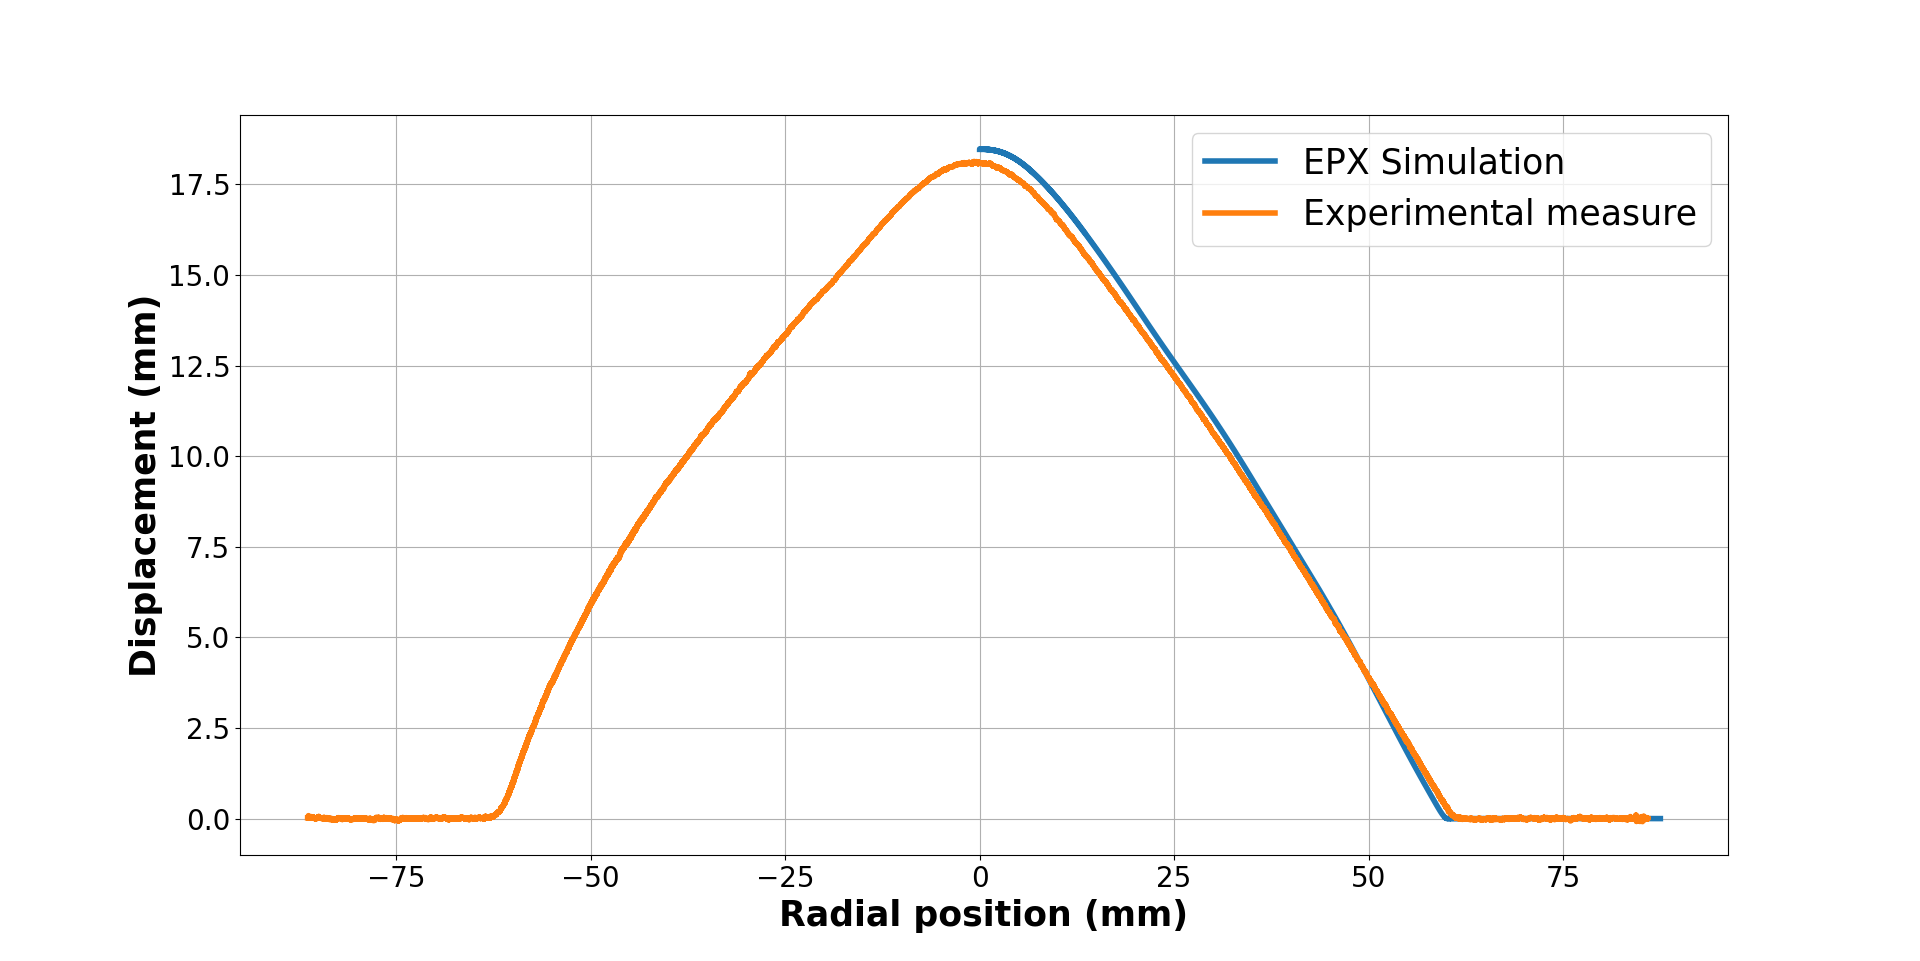 EPX Simulation
Experimental measure
17.5
15.0
12.5
10.0
7.5
5.0
2.5
0.0
Displacement (mm)
−75 −50 −25 0 25 50 75
Radial position (mm)